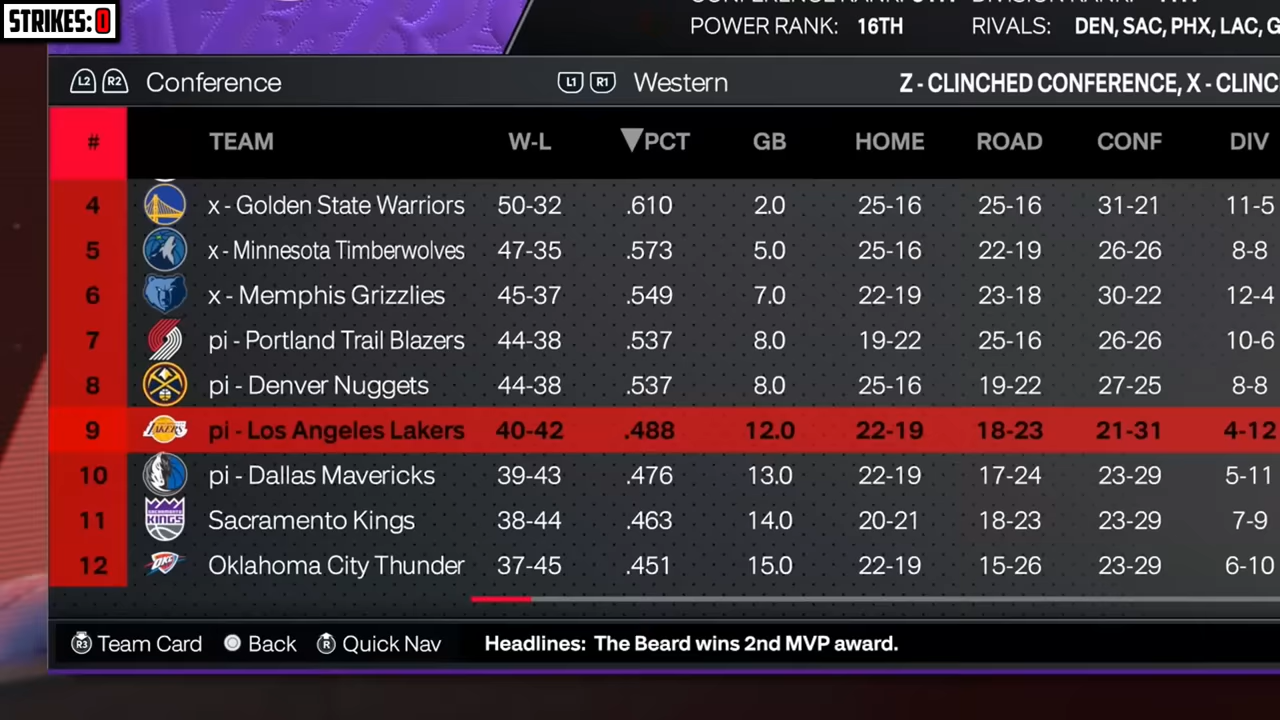 STRIKES:0
POWER RANK: 16TH RIVALS: DEN, SAC, PHX, LAC, G
L2 R2 Conference L1 R1 Western Z - CLINCHED CONFERENCE, X - CLINC
# TEAM W-L PCT GB HOME ROAD CONF DIV
4 x - Golden State Warriors 50-32 .610 2.0 25-16 25-16 31-21 11-5
5 x - Minnesota Timberwolves 47-35 .573 5.0 25-16 22-19 26-26 8-8
6 x - Memphis Grizzlies 45-37 .549 7.0 22-19 23-18 30-22 12-4
7 pi - Portland Trail Blazers 44-38 .537 8.0 19-22 25-16 26-26 10-6
8 pi - Denver Nuggets 44-38 .537 8.0 25-16 19-22 27-25 8-8
9 LAKERS pi - Los Angeles Lakers 40-42 .488 12.0 22-19 18-23 21-31 4-12
10 pi - Dallas Mavericks 39-43 .476 13.0 22-19 17-24 23-29 5-11
11 KINGS Sacramento Kings 38-44 .463 14.0 20-21 18-23 23-29 7-9
12 OKC Oklahoma City Thunder 37-45 .451 15.0 22-19 15-26 23-29 6-10
R3 Team Card Back R Quick Nav Headlines: The Beard wins 2nd MVP award.